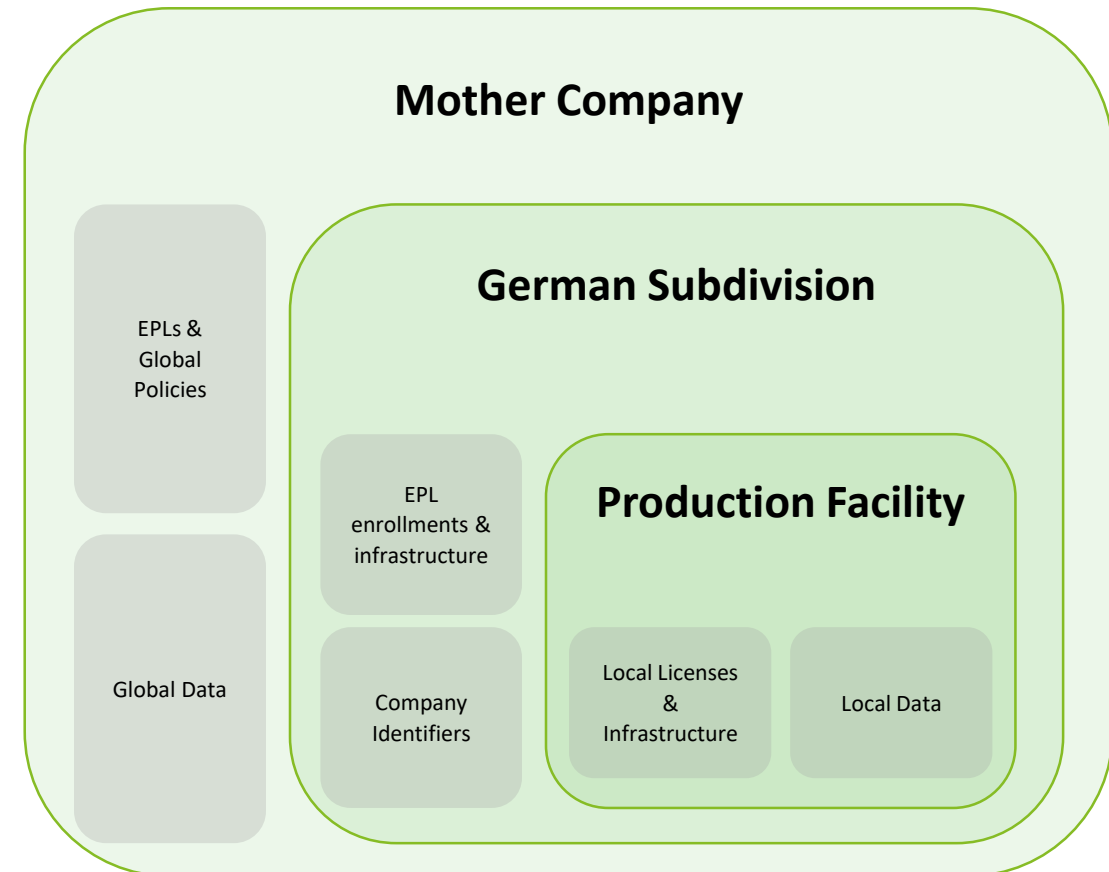 Mother Company
EPLs &
Global
Policies
Global Data
German Subdivision
EPL
enrollments &
infrastructure
Company
Identifiers
Production Facility
Local Licenses
&
Infrastructure
Local Data